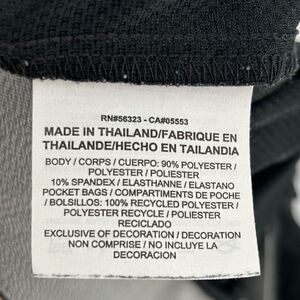 RN#56323 - CA#05553
MADE IN THAILAND/FABRIQUE EN
THAILANDE/HECHO EN TAILANDIA
BODY / CORPS / CUERPO: 90% POLYESTER /
POLYESTER / POLIESTER
10% SPANDEX / ELASTHANNE / ELASTANO
POCKET BAGS / COMPARTIMENTS DE POCHE
/ BOLSILLOS: 100% RECYCLED POLYESTER /
POLYESTER RECYCLE / POLIESTER
RECICLADO
EXCLUSIVE OF DECORATION / DECORATION
NON COMPRISE / NO INCLUYE LA
DECORACION